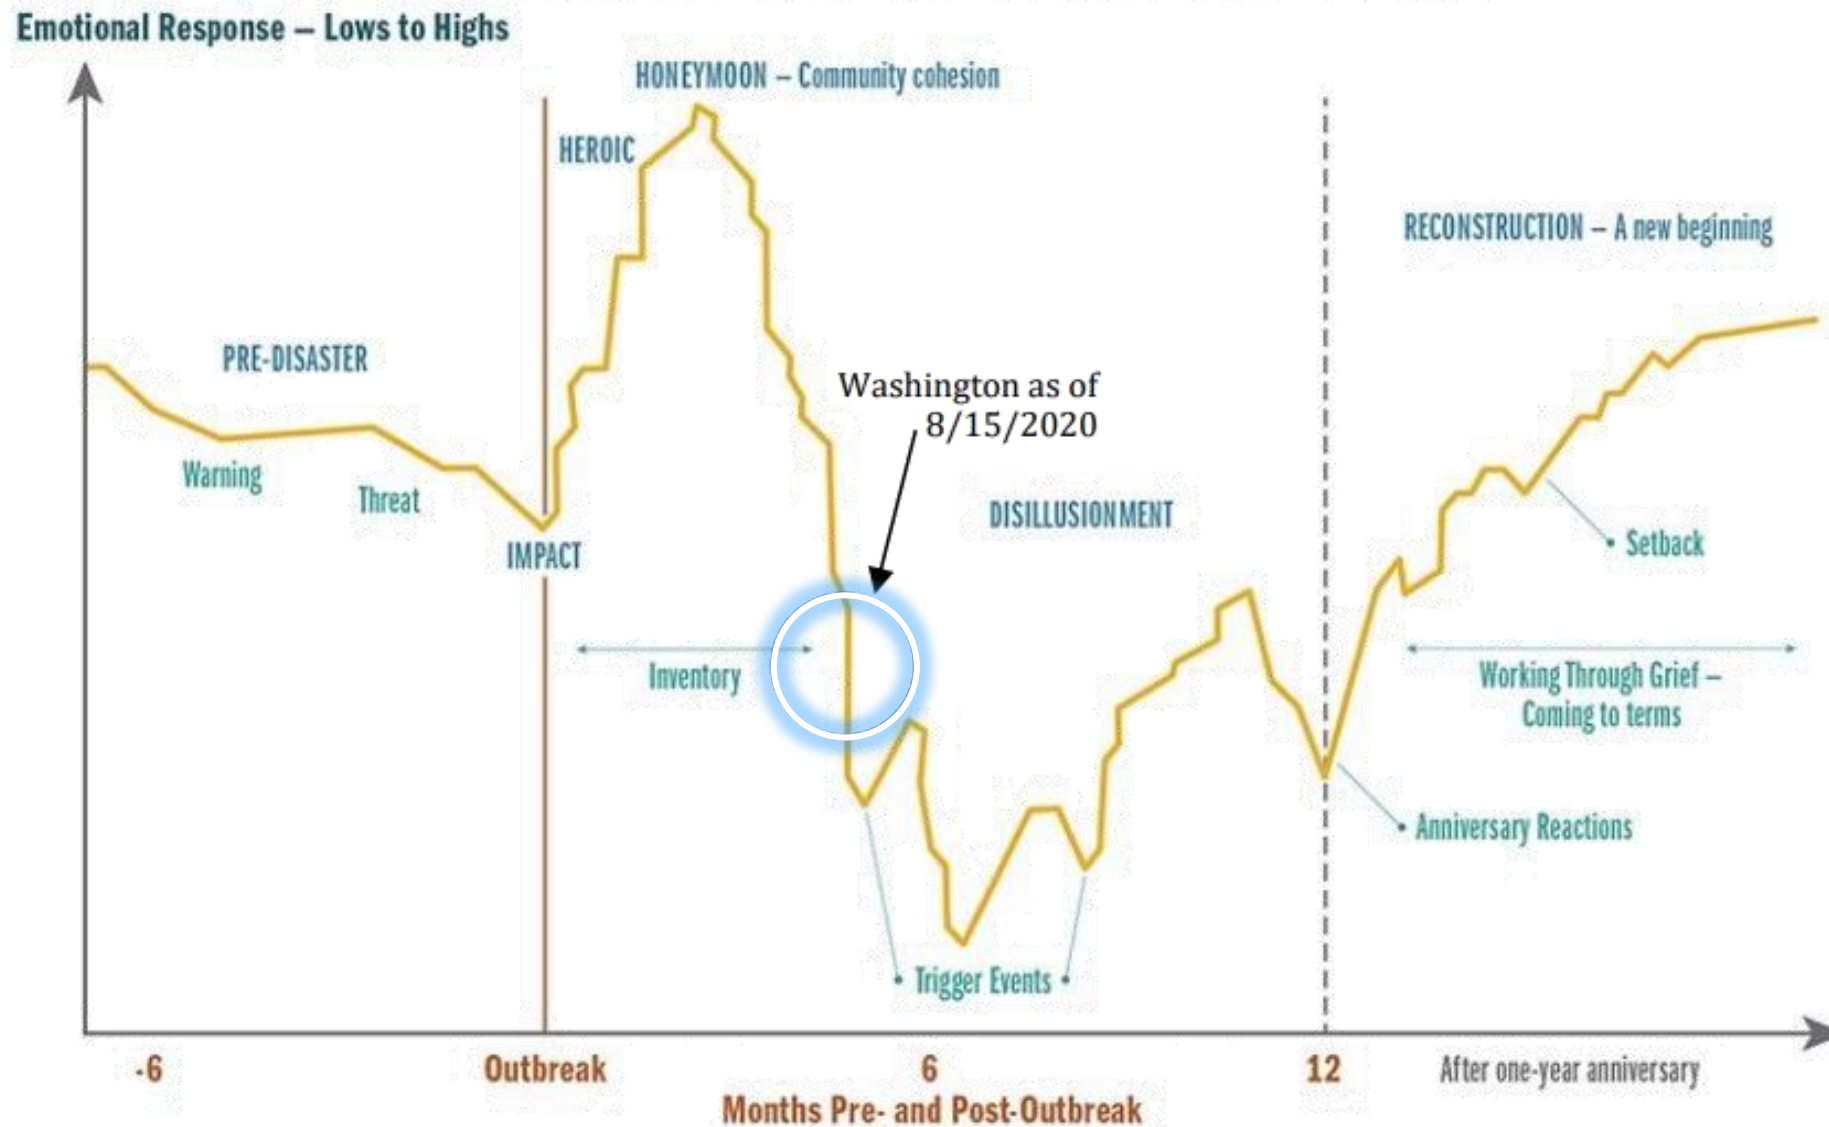 Emotional Response – Lows to Highs
HONEYMOON – Community cohesion
HEROIC
RECONSTRUCTION – A new beginning
PRE-DISASTER
Washington as of
8/15/2020
Warning
Threat
DISILLUSIONMENT
IMPACT
Setback
Inventory
Working Through Grief –
Coming to terms
Anniversary Reactions
Trigger Events
-6
Outbreak
6
12
After one-year anniversary
Months Pre- and Post-Outbreak